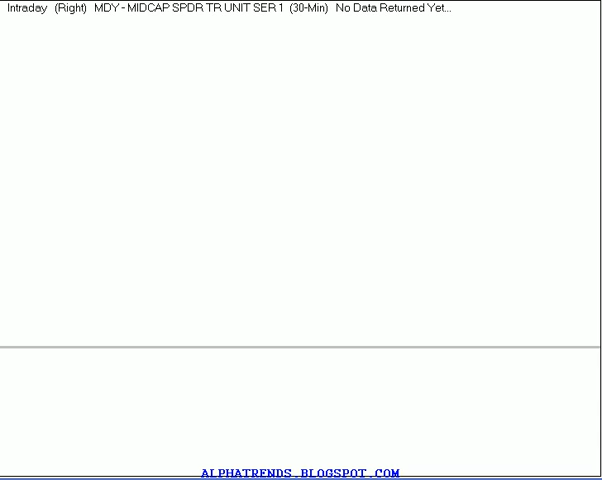 Intraday (Right) MDY - MIDCAP SPDR TR UNIT SER 1 (30-Min) No Data Returned Yet...
ALPHATRENDS.BLOGSPOT.COM